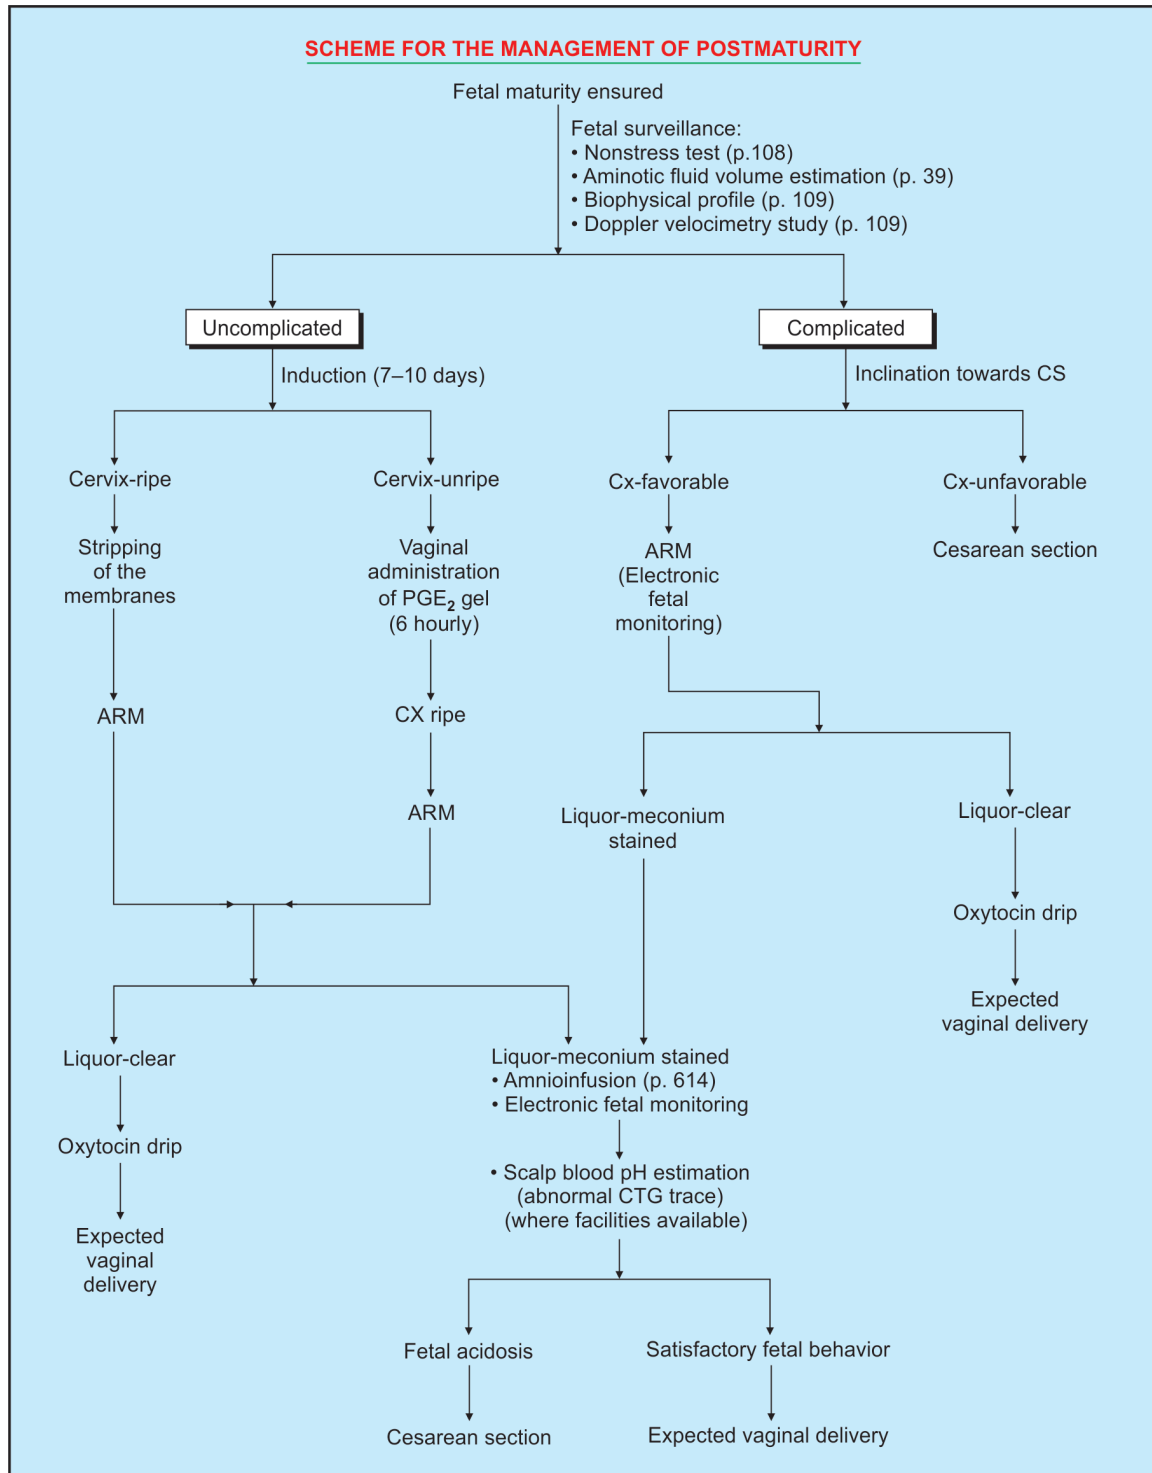 SCHEME FOR THE MANAGEMENT OF POSTMATURITY
Fetal maturity ensured
Fetal surveillance:
• Nonstress test (p.108)
• Aminotic fluid volume estimation (p. 39)
• Biophysical profile (p. 109)
• Doppler velocimetry study (p. 109)
Uncomplicated
Complicated
Induction (7–10 days)
Inclination towards CS
Cervix-ripe
Cervix-unripe
Cx-favorable
Cx-unfavorable
Stripping
of the
membranes
Vaginal
administration
of PGE₂ gel
(6 hourly)
ARM
(Electronic
fetal
monitoring)
Cesarean section
ARM
CX ripe
ARM
Liquor-meconium
stained
Liquor-clear
Oxytocin drip
Expected
vaginal delivery
Liquor-clear
Liquor-meconium stained
• Amnioinfusion (p. 614)
• Electronic fetal monitoring
Oxytocin drip
• Scalp blood pH estimation
(abnormal CTG trace)
(where facilities available)
Expected
vaginal
delivery
Fetal acidosis
Satisfactory fetal behavior
Cesarean section
Expected vaginal delivery